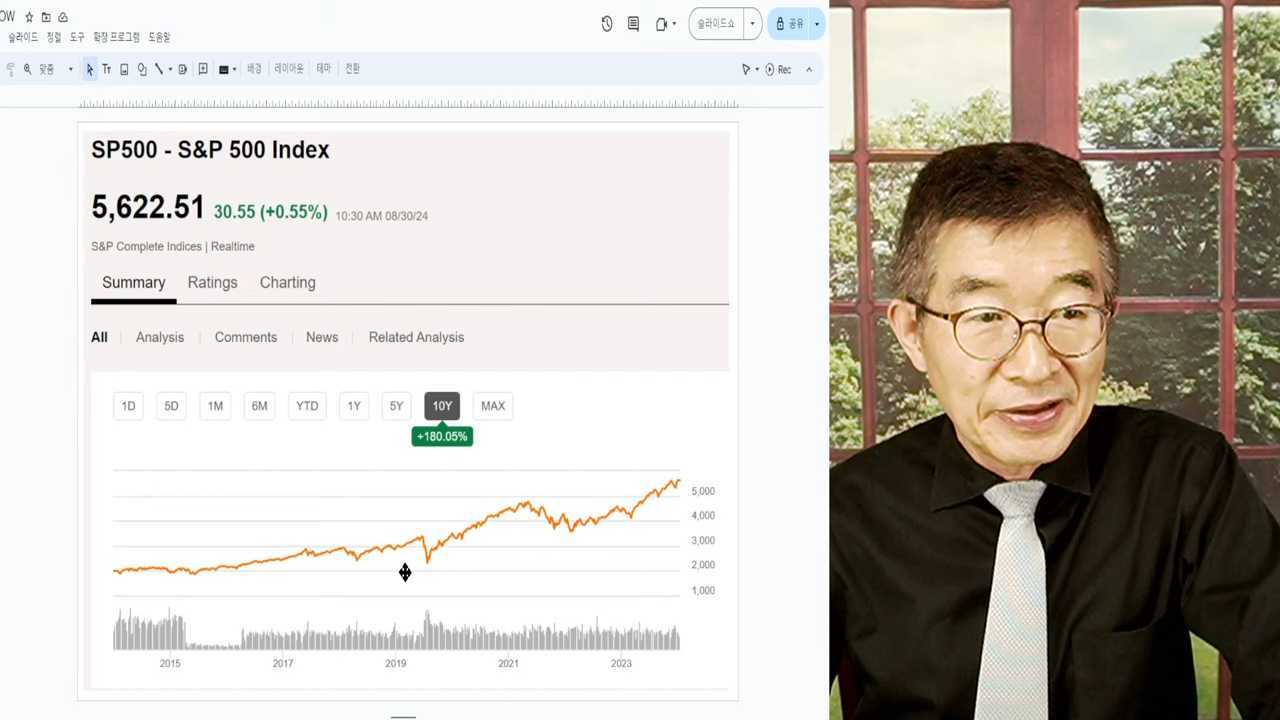 OW
슬라이드쇼
공유
슬라이드 정렬 도구 확장 프로그램 도움말
맞춤 Tr 배경 레이아웃 테마 전환 Rec
SP500 - S&P 500 Index
5,622.51 30.55 (+0.55%) 10:30 AM 08/30/24
S&P Complete Indices | Realtime
Summary Ratings Charting
All | Analysis | Comments | News | Related Analysis
1D 5D 1M 6M YTD 1Y 5Y 10Y MAX
+180.05%
5,000
4,000
3,000
2,000
1,000
2015 2017 2019 2021 2023